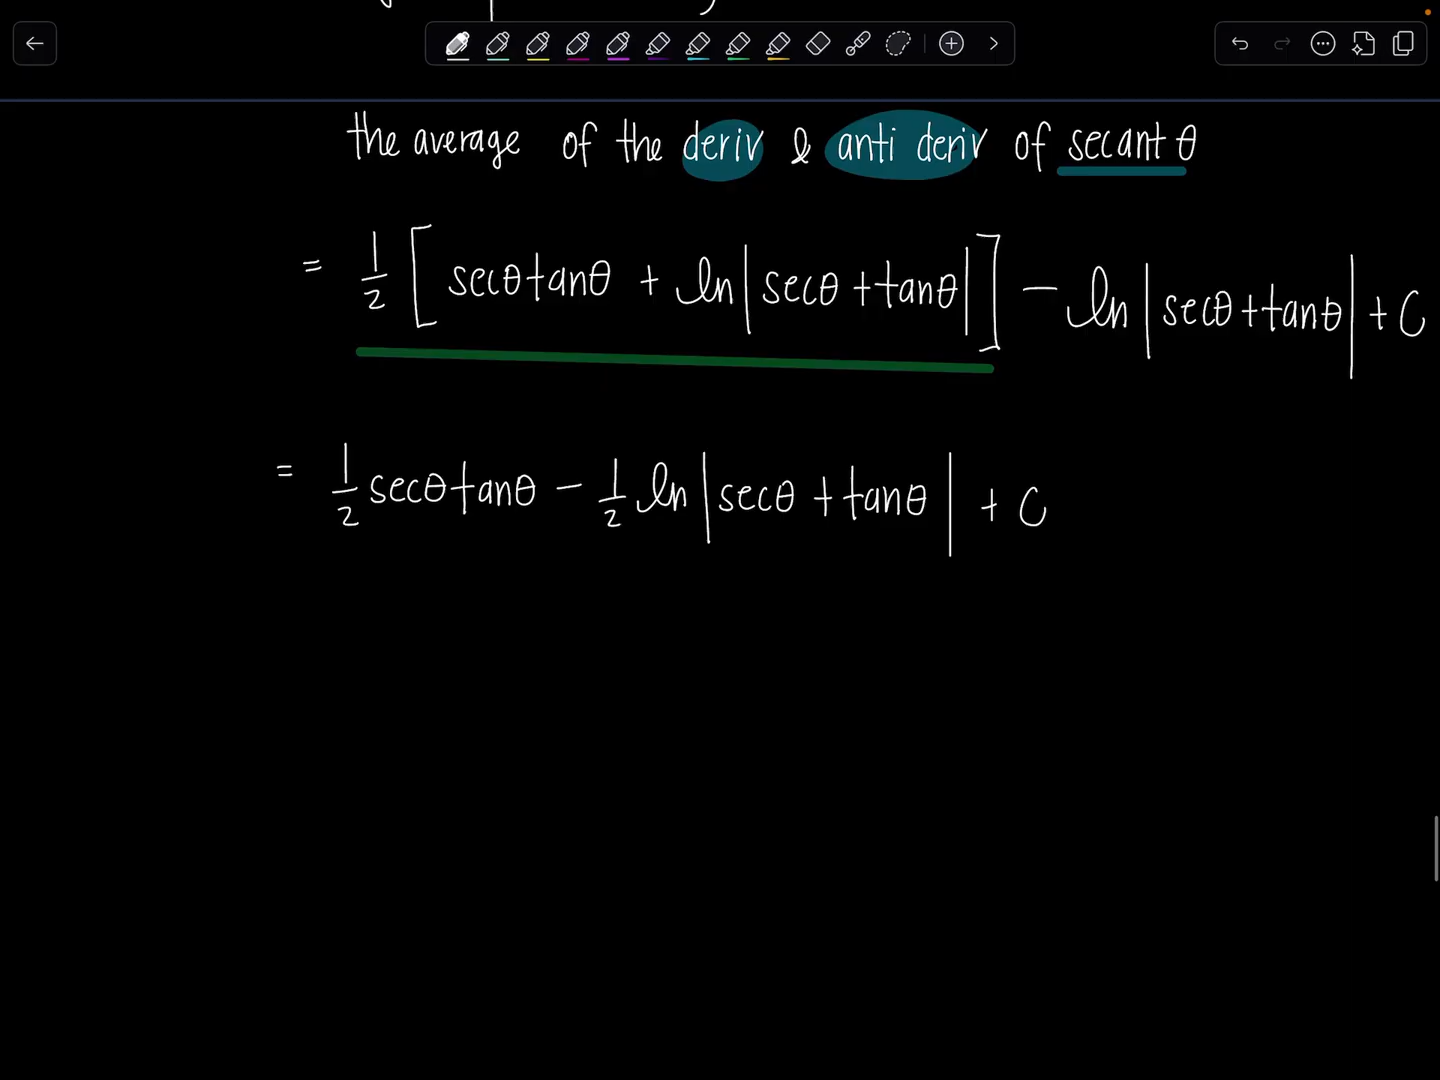 the average of the deriv & anti deriv of secant θ
= 1/2 [ secθtanθ + ln|secθ+tanθ| ] − ln|secθ+tanθ| + C
= 1/2 secθtanθ − 1/2 ln|secθ + tanθ| + C